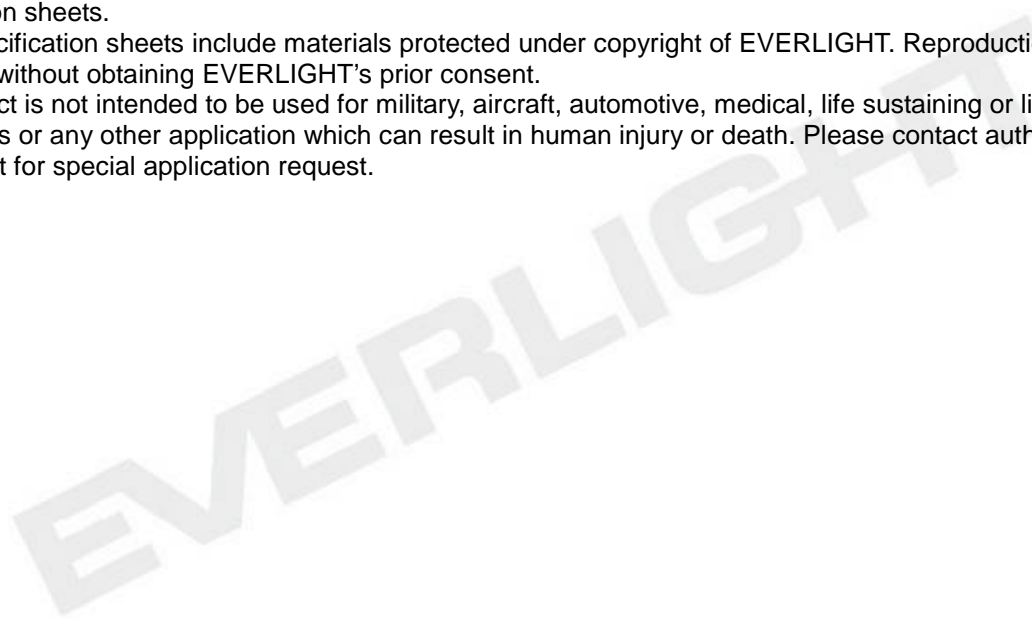 on sheets.
cification sheets include materials protected under copyright of EVERLIGHT. Reproducti
without obtaining EVERLIGHT's prior consent.
ct is not intended to be used for military, aircraft, automotive, medical, life sustaining or li
s or any other application which can result in human injury or death. Please contact auth
t for special application request.
EVERLIGHT